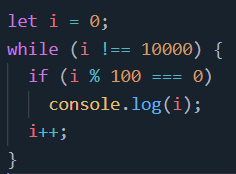 let i = 0;
while (i !== 10000) {
  if (i % 100 === 0)
    console.log(i);
  i++;
}